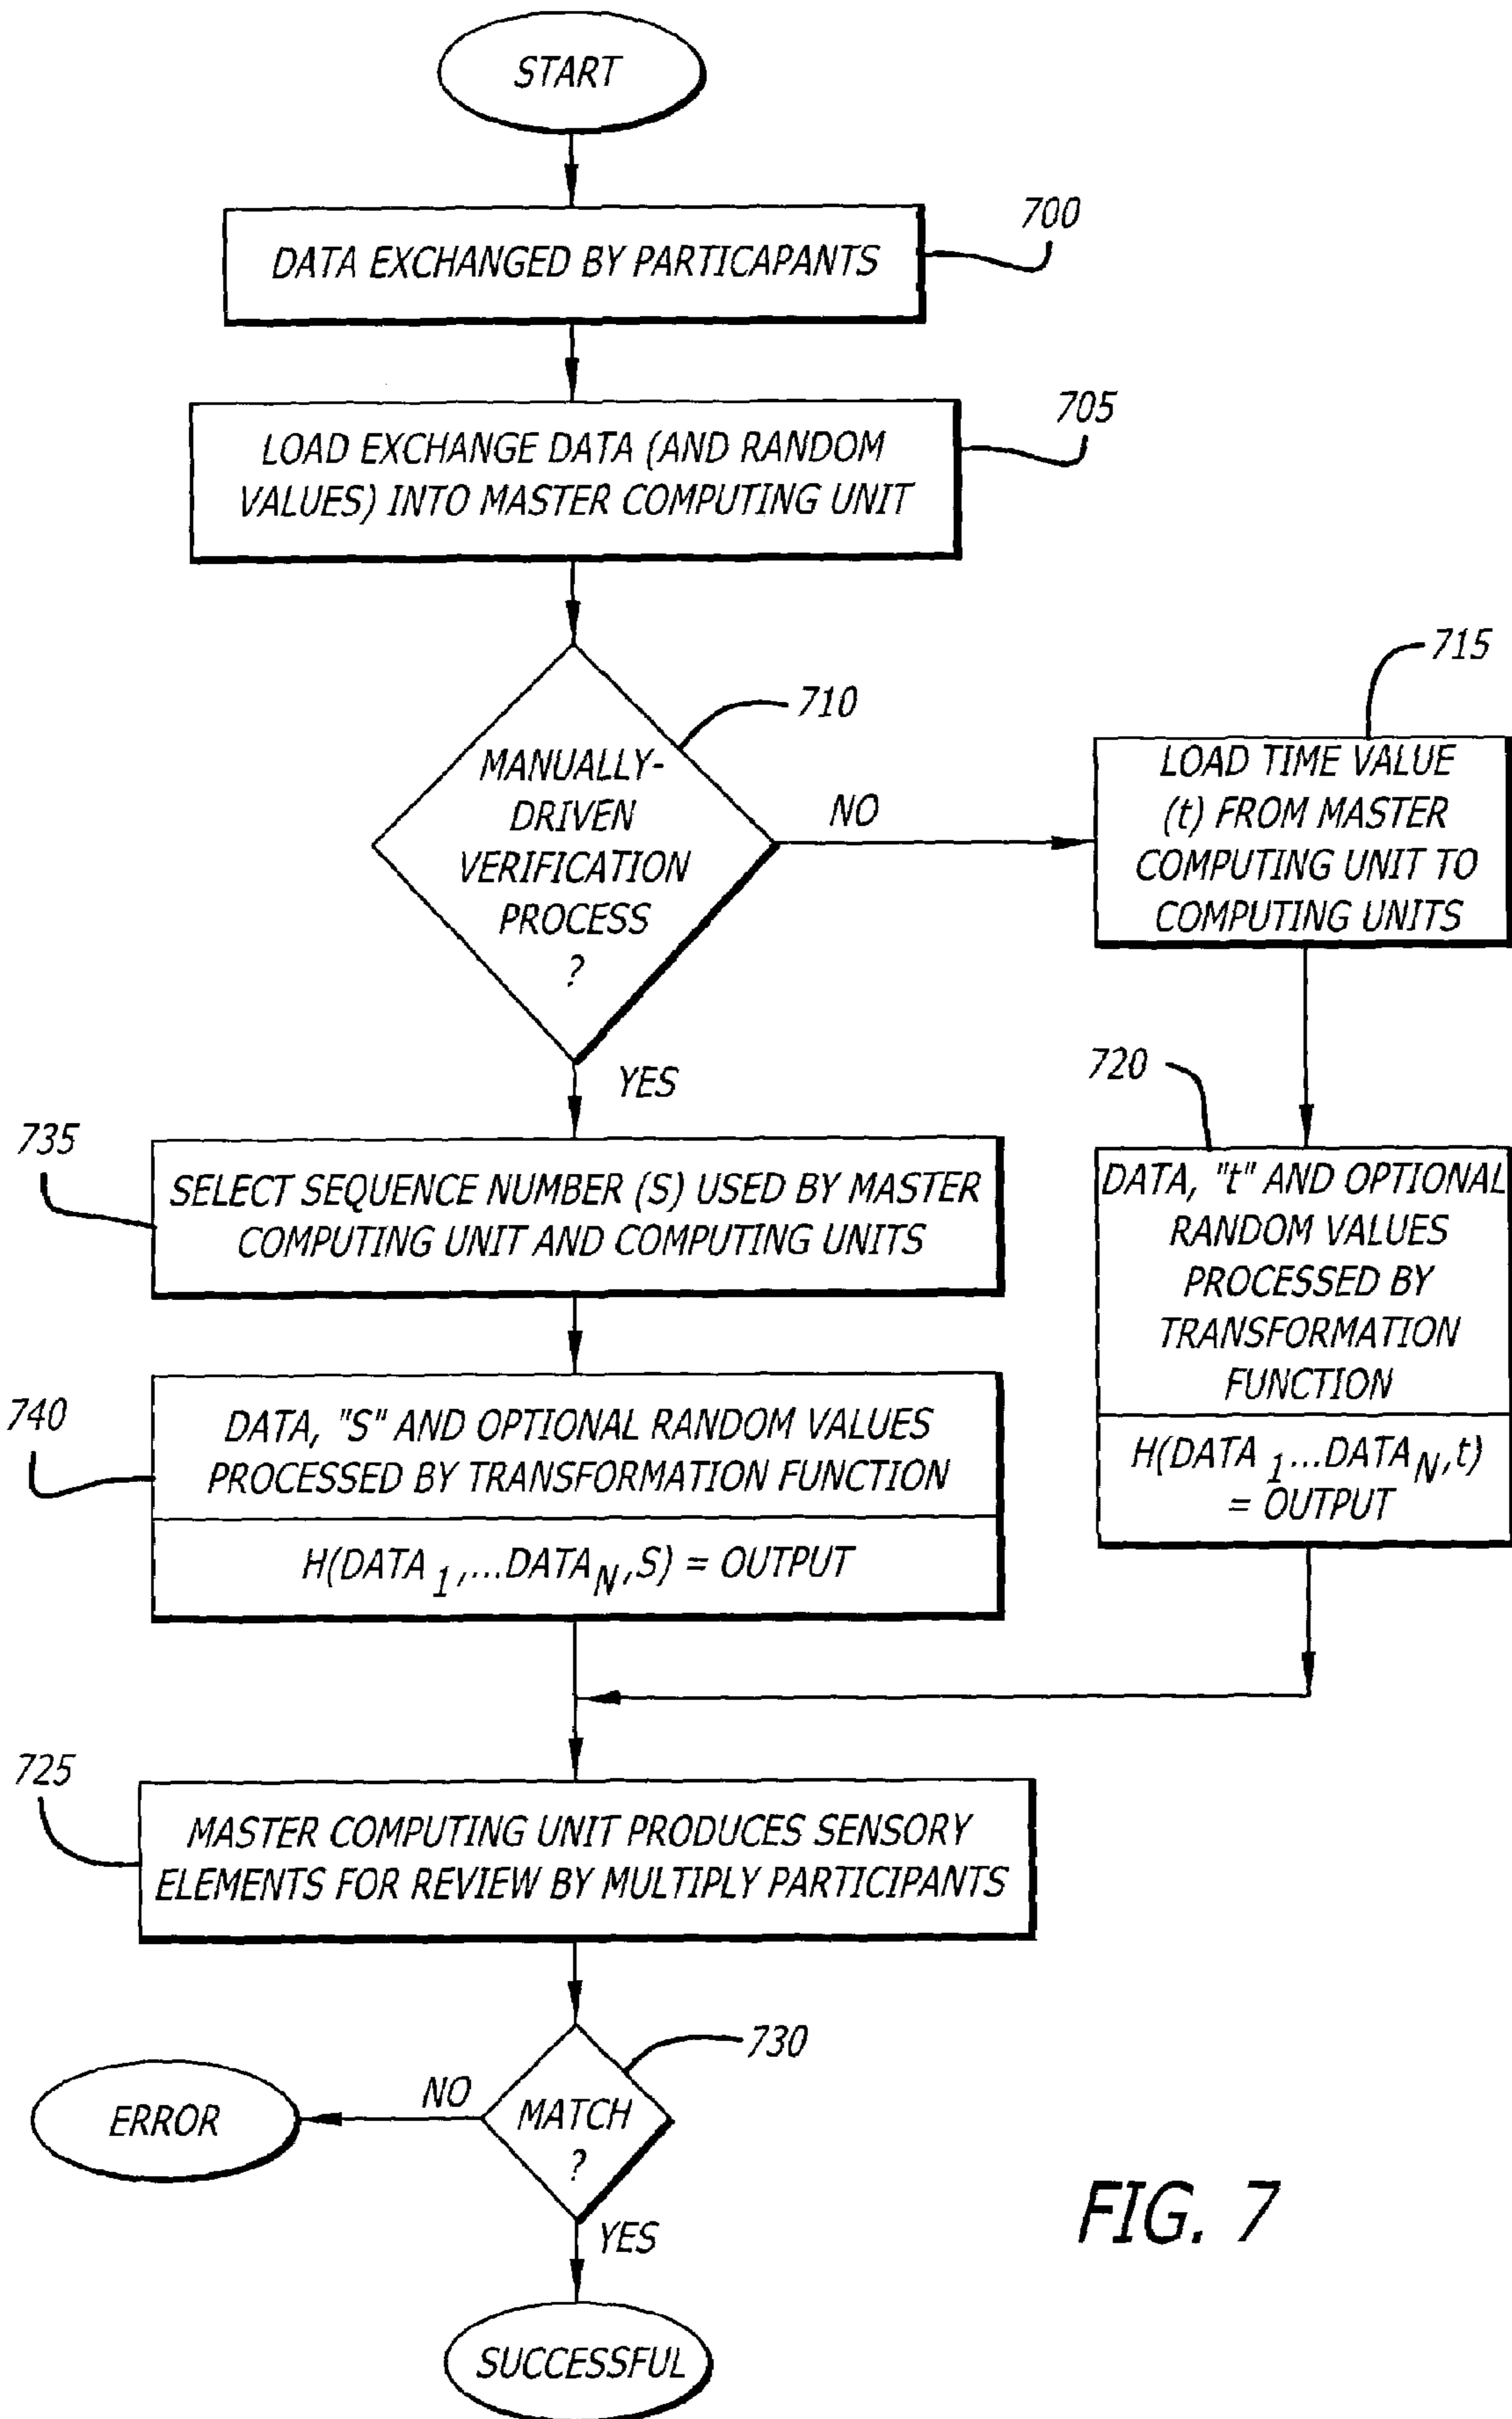 START
700
DATA EXCHANGED BY PARTICAPANTS
705
LOAD EXCHANGE DATA (AND RANDOM
VALUES) INTO MASTER COMPUTING UNIT
710
MANUALLY-
DRIVEN
VERIFICATION
PROCESS
?
NO
YES
715
LOAD TIME VALUE
(t) FROM MASTER
COMPUTING UNIT TO
COMPUTING UNITS
720
DATA, "t" AND OPTIONAL
RANDOM VALUES
PROCESSED BY
TRANSFORMATION
FUNCTION
H(DATA 1...DATA N,t)
= OUTPUT
735
SELECT SEQUENCE NUMBER (S) USED BY MASTER
COMPUTING UNIT AND COMPUTING UNITS
740
DATA, "S" AND OPTIONAL RANDOM VALUES
PROCESSED BY TRANSFORMATION FUNCTION
H(DATA 1,...DATA N,S) = OUTPUT
725
MASTER COMPUTING UNIT PRODUCES SENSORY
ELEMENTS FOR REVIEW BY MULTIPLY PARTICIPANTS
730
MATCH
?
NO
ERROR
YES
SUCCESSFUL
FIG. 7